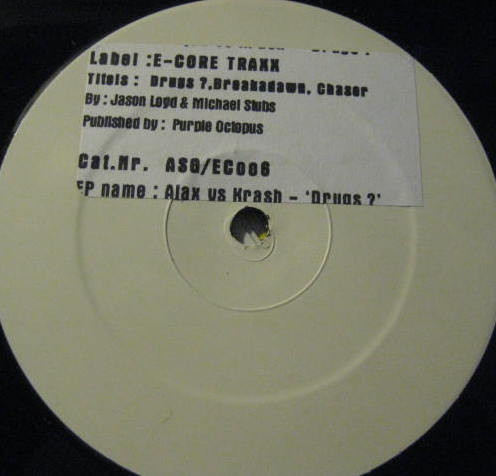 Label :E-CORE TRAXX
Titels : Drugs ?,Breakadawn, Chaser
By : Jason Loyd & Michael Stubs
Published by : Purple Octopus
Cat.Nr. ASG/EC006
EP name : Ajax vs Krash - 'Drugs ?'